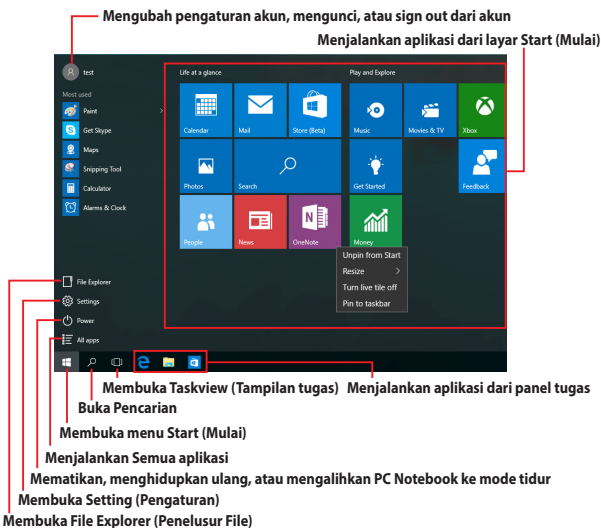 Mengubah pengaturan akun, mengunci, atau sign out dari akun
Menjalankan aplikasi dari layar Start (Mulai)
test
Life at a glance
Play and Explore
Most used
Paint
Get Skype
Maps
Snipping Tool
Calculator
Alarms & Clock
Calendar
Mail
Store (Beta)
Music
Movies & TV
Xbox
Photos
Search
Get Started
Feedback
People
News
OneNote
Money
Unpin from Start
Resize
Turn live tile off
Pin to taskbar
File Explorer
Settings
Power
All apps
Membuka Taskview (Tampilan tugas)
Menjalankan aplikasi dari panel tugas
Buka Pencarian
Membuka menu Start (Mulai)
Menjalankan Semua aplikasi
Mematikan, menghidupkan ulang, atau mengalihkan PC Notebook ke mode tidur
Membuka Setting (Pengaturan)
Membuka File Explorer (Penelusur File)